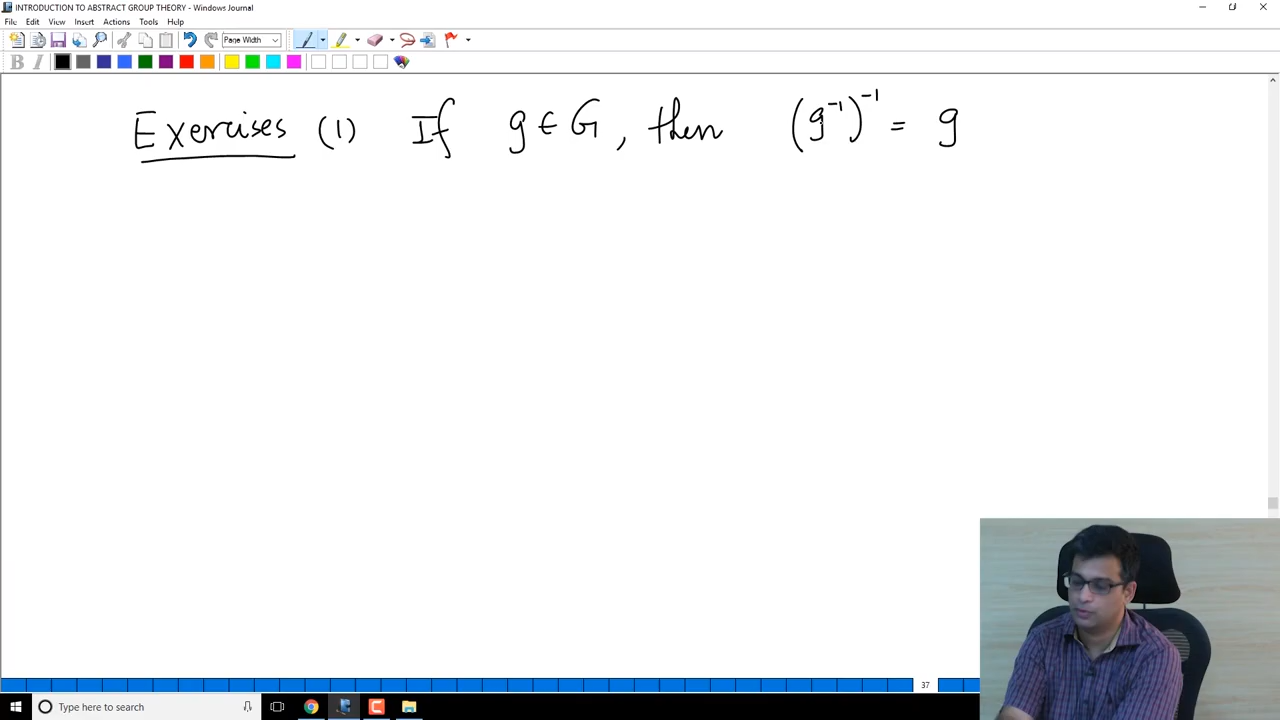 INTRODUCTION TO ABSTRACT GROUP THEORY - Windows Journal
File Edit View Insert Actions Tools Help
Page Width
B I
Exercises (1) If g ∈ G, then (g⁻¹)⁻¹ = g
37
Type here to search